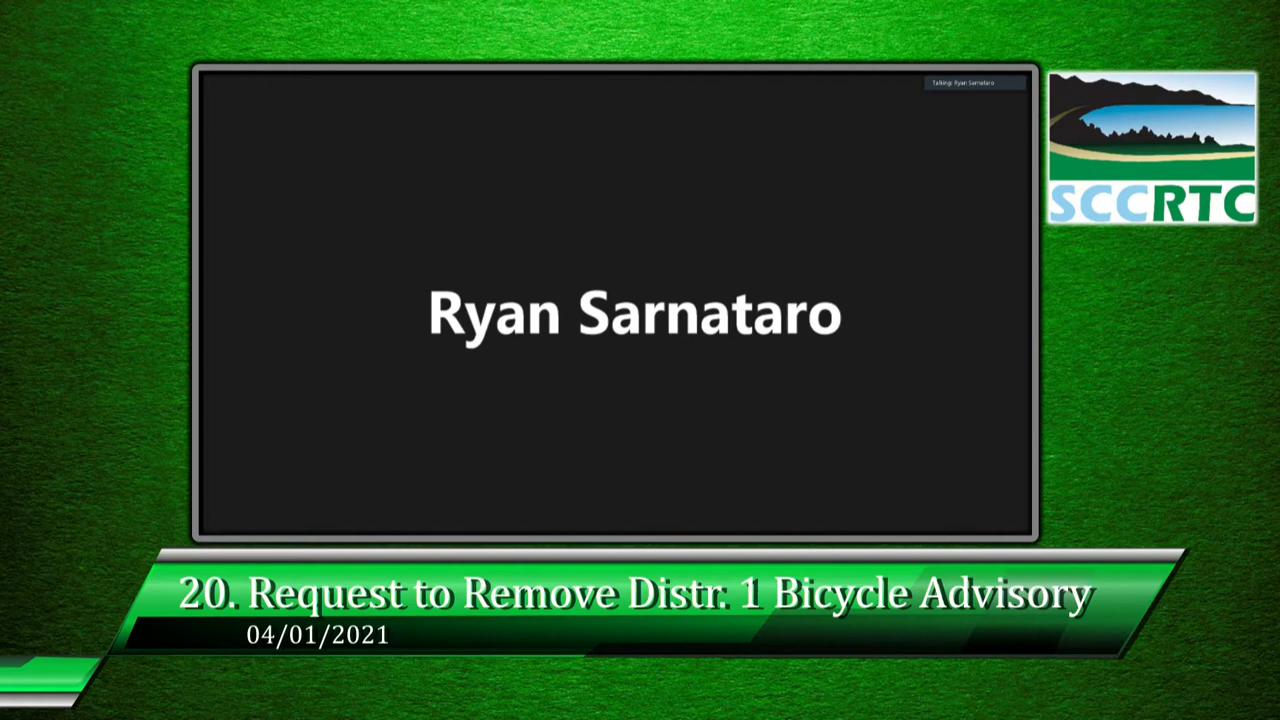 Talking: Ryan Sarnataro
SCCRTC
Ryan Sarnataro
20. Request to Remove Distr. 1 Bicycle Advisory
04/01/2021